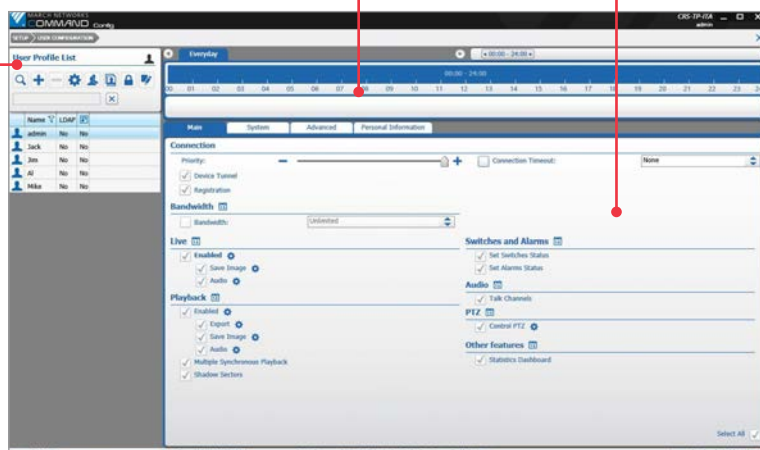 MARCH NETWORKS
COMMAND Config
CRS-TP-ITA
admin
SETUP
USER CONFIGURATION
User Profile List
Name LDAP
admin No No
Jack No No
Jim No No
Al No No
Mike No No
Everyday
00:00 - 24:00
00:00 - 24:00
00 01 02 03 04 05 06 07 08 09 10 11 12 13 14 15 16 17 18 19 20 21 22 23 24
Main System Advanced Personal Information
Connection
Priority:
Connection Timeout: None
Device Tunnel
Registration
Bandwidth
Bandwidth: Unlimited
Live
Enabled
Save Image
Audio
Playback
Enabled
Export
Save Image
Audio
Multiple Synchronous Playback
Shadow Sectors
Switches and Alarms
Set Switches Status
Set Alarms Status
Audio
Talk Channels
PTZ
Control PTZ
Other features
Statistics Dashboard
Select All